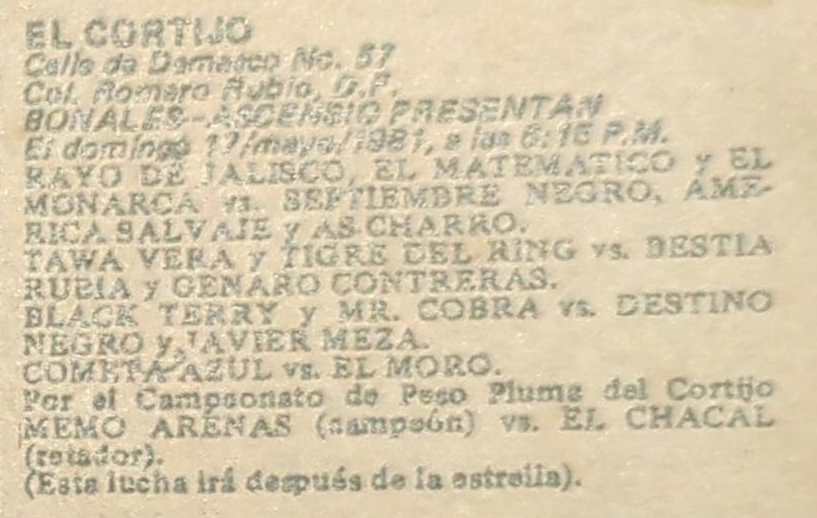 EL CORTIJO
Calle de Damasco No. 57
Col. Romero Rubio, D.F.
BONALES-ASCENSIO PRESENTAN
El domingo 17/mayo/1981, a las 6:15 P.M.
RAYO DE JALISCO, EL MATEMATICO y EL
MONARCA vs. SEPTIEMBRE NEGRO, AME-
RICA SALVAJE y AS CHARRO.
TAWA VERA y TIGRE DEL RING vs. BESTIA
RUBIA y GENARO CONTRERAS.
BLACK TERRY y MR. COBRA vs. DESTINO
NEGRO y JAVIER MEZA.
COMETA AZUL vs. EL MORO.
Por el Campeonato de Peso Pluma del Cortijo
MEMO ARENAS (campeón) vs. EL CHACAL
(retador).
(Esta lucha irá después de la estrella).